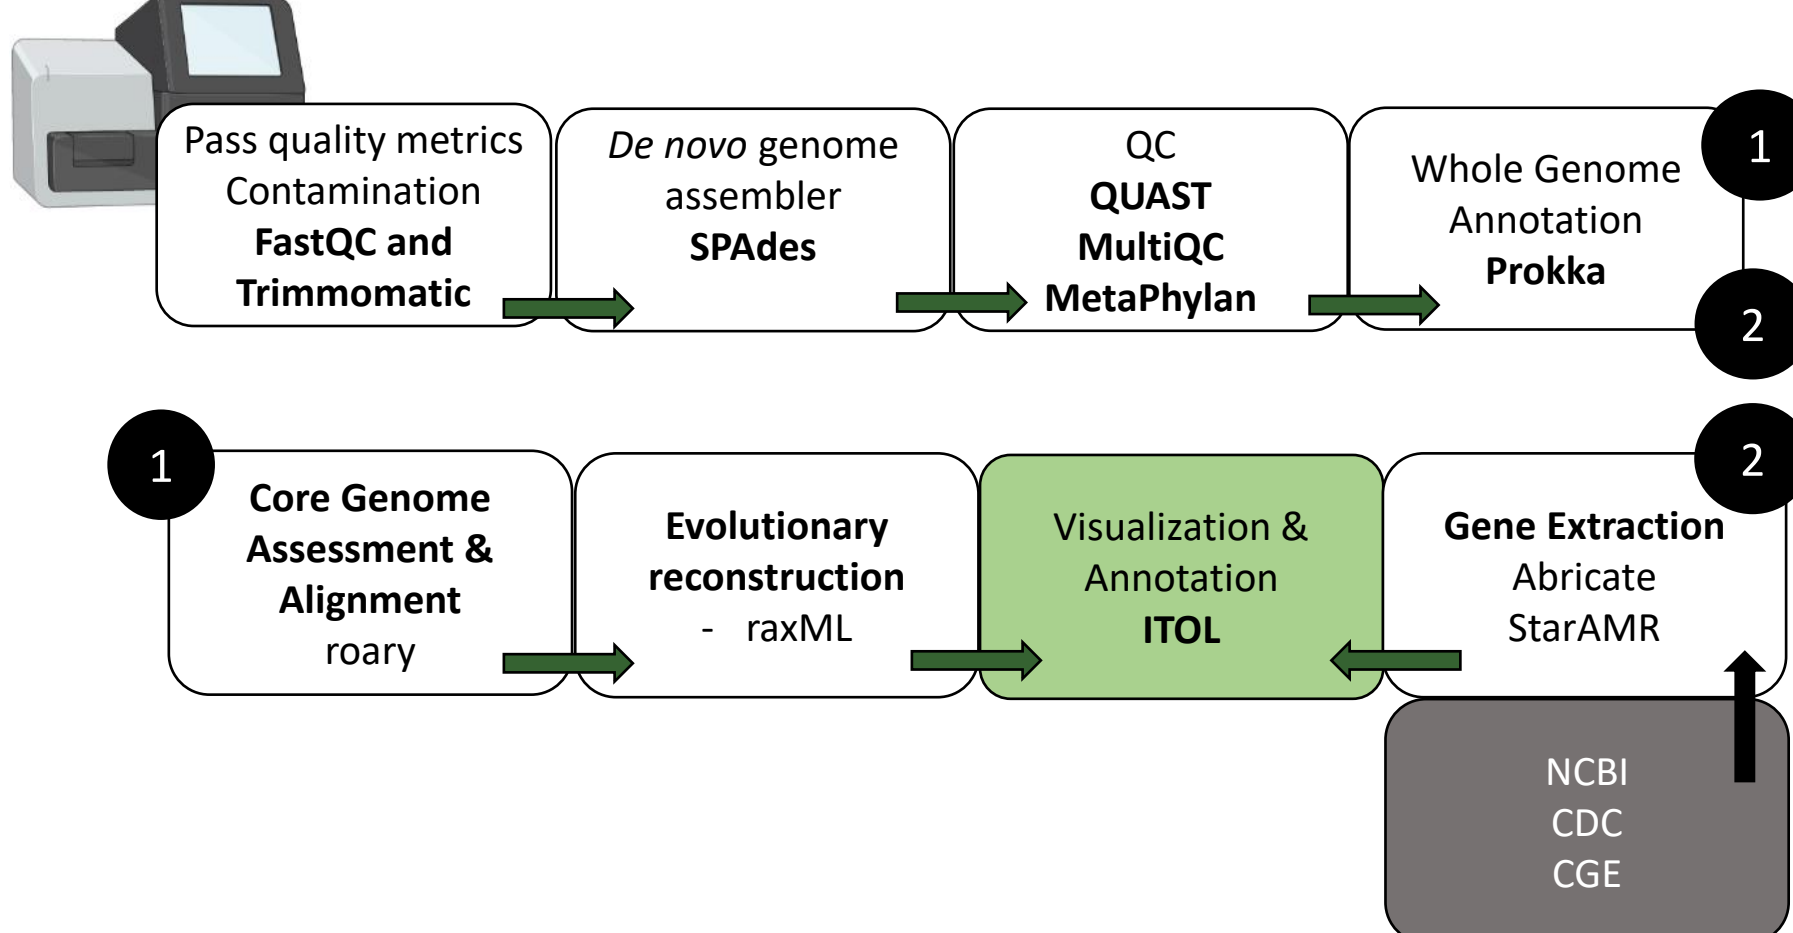 Pass quality metrics
Contamination
FastQC and
Trimmomatic
De novo genome
assembler
SPAdes
QC
QUAST
MultiQC
MetaPhylan
Whole Genome
Annotation
Prokka
1
2
1
Core Genome
Assessment &
Alignment
roary
Evolutionary
reconstruction
- raxML
Visualization &
Annotation
ITOL
2
Gene Extraction
Abricate
StarAMR
NCBI
CDC
CGE